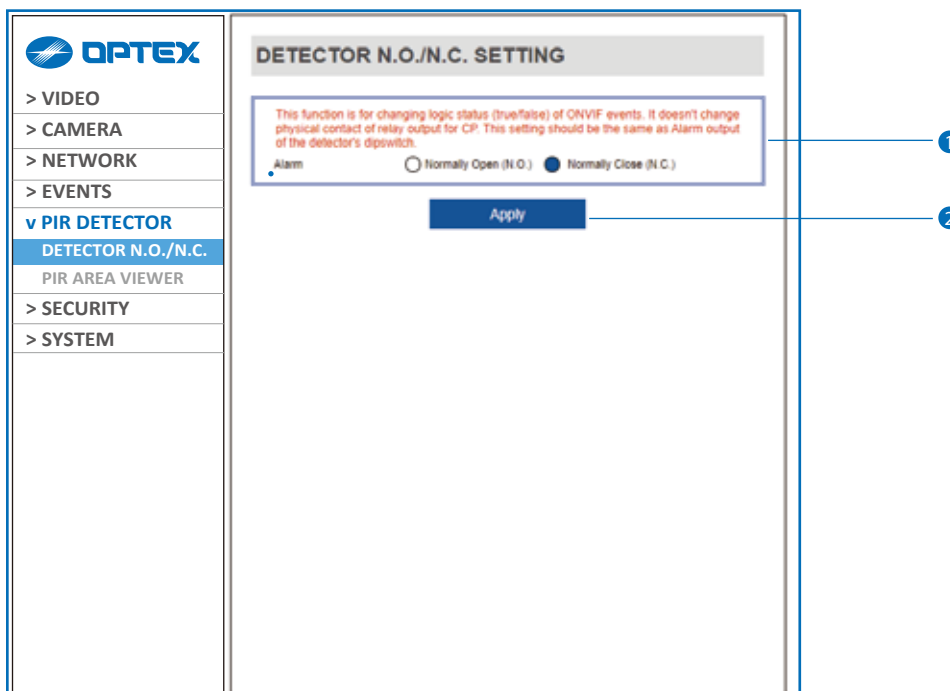 OPTEX
> VIDEO
> CAMERA
> NETWORK
> EVENTS
v PIR DETECTOR
DETECTOR N.O./N.C.
PIR AREA VIEWER
> SECURITY
> SYSTEM
DETECTOR N.O./N.C. SETTING
This function is for changing logic status (true/false) of ONVIF events. It doesn't change
physical contact of relay output for CP. This setting should be the same as Alarm output
of the detector's dipswitch.
Alarm Normally Open (N.O.) Normally Close (N.C.)
1
Apply
2